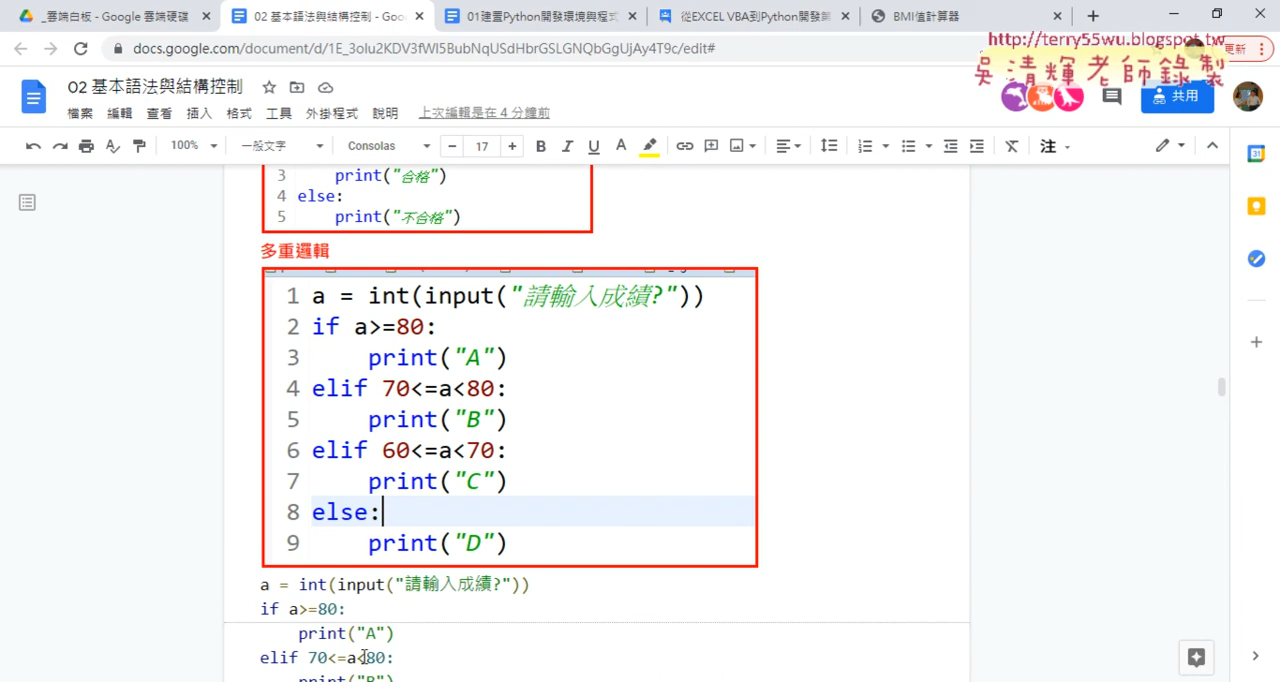 _雲端白板 - Google 雲端硬碟
02 基本語法與結構控制 - Goo
01建置Python開發環境與程式
從EXCEL VBA到Python開發
BMI值計算器
docs.google.com/document/d/1E_3olu2KDV3fWI5BubNqUSdHbrGSLGNQbGgUjAy4T9c/edit#
更新
http://terry55wu.blogspot.tw
吳清輝老師錄製
02 基本語法與結構控制
檔案 編輯 查看 插入 格式 工具 外掛程式 說明 上次編輯是在 4 分鐘前
共用
100% 一般文字 Consolas 17 B I U A 注
3 print("合格")
4 else:
5 print("不合格")
多重邏輯
1 a = int(input("請輸入成績?"))
2 if a>=80:
3 print("A")
4 elif 70<=a<80:
5 print("B")
6 elif 60<=a<70:
7 print("C")
8 else:
9 print("D")
a = int(input("請輸入成績?"))
if a>=80:
print("A")
elif 70<=a<80:
print("B")